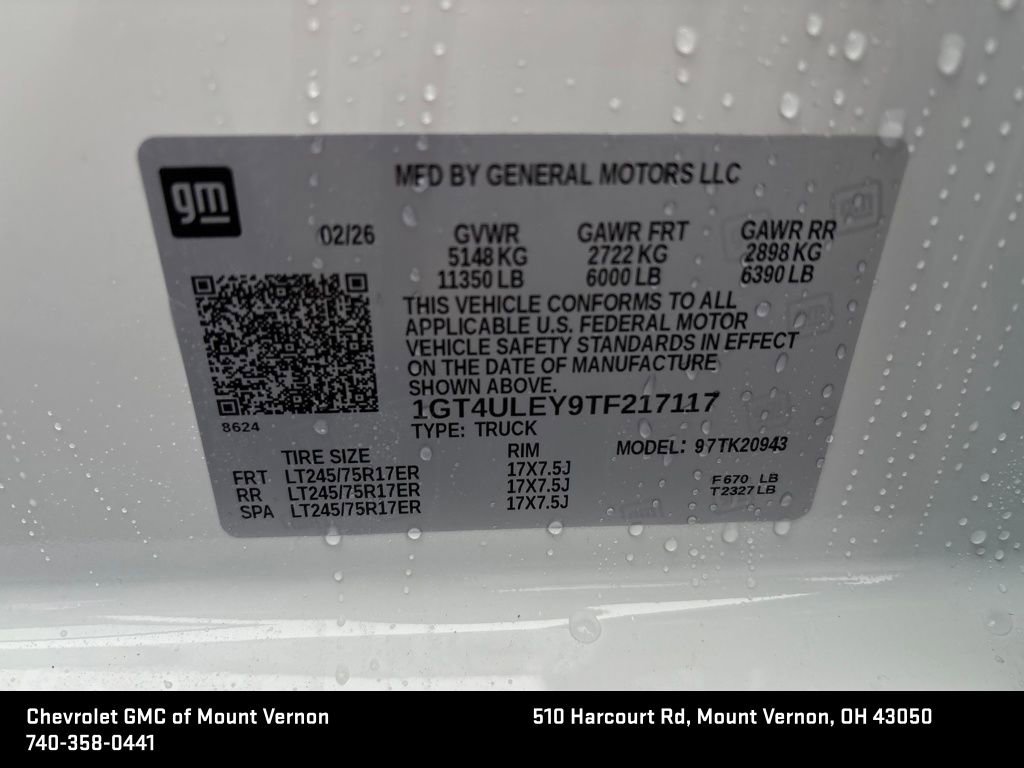 gm
MFD BY GENERAL MOTORS LLC
02/26 GVWR GAWR FRT GAWR RR
5148 KG 2722 KG 2898 KG
11350 LB 6000 LB 6390 LB
THIS VEHICLE CONFORMS TO ALL
APPLICABLE U.S. FEDERAL MOTOR
VEHICLE SAFETY STANDARDS IN EFFECT
ON THE DATE OF MANUFACTURE
SHOWN ABOVE.
1GT4ULEY9TF217117
8624
TYPE: TRUCK
TIRE SIZE RIM MODEL: 97TK20943
FRT LT245/75R17ER 17X7.5J
RR LT245/75R17ER 17X7.5J
SPA LT245/75R17ER 17X7.5J
F 670 LB
T 2327 LB
Chevrolet GMC of Mount Vernon
740-358-0441
510 Harcourt Rd, Mount Vernon, OH 43050